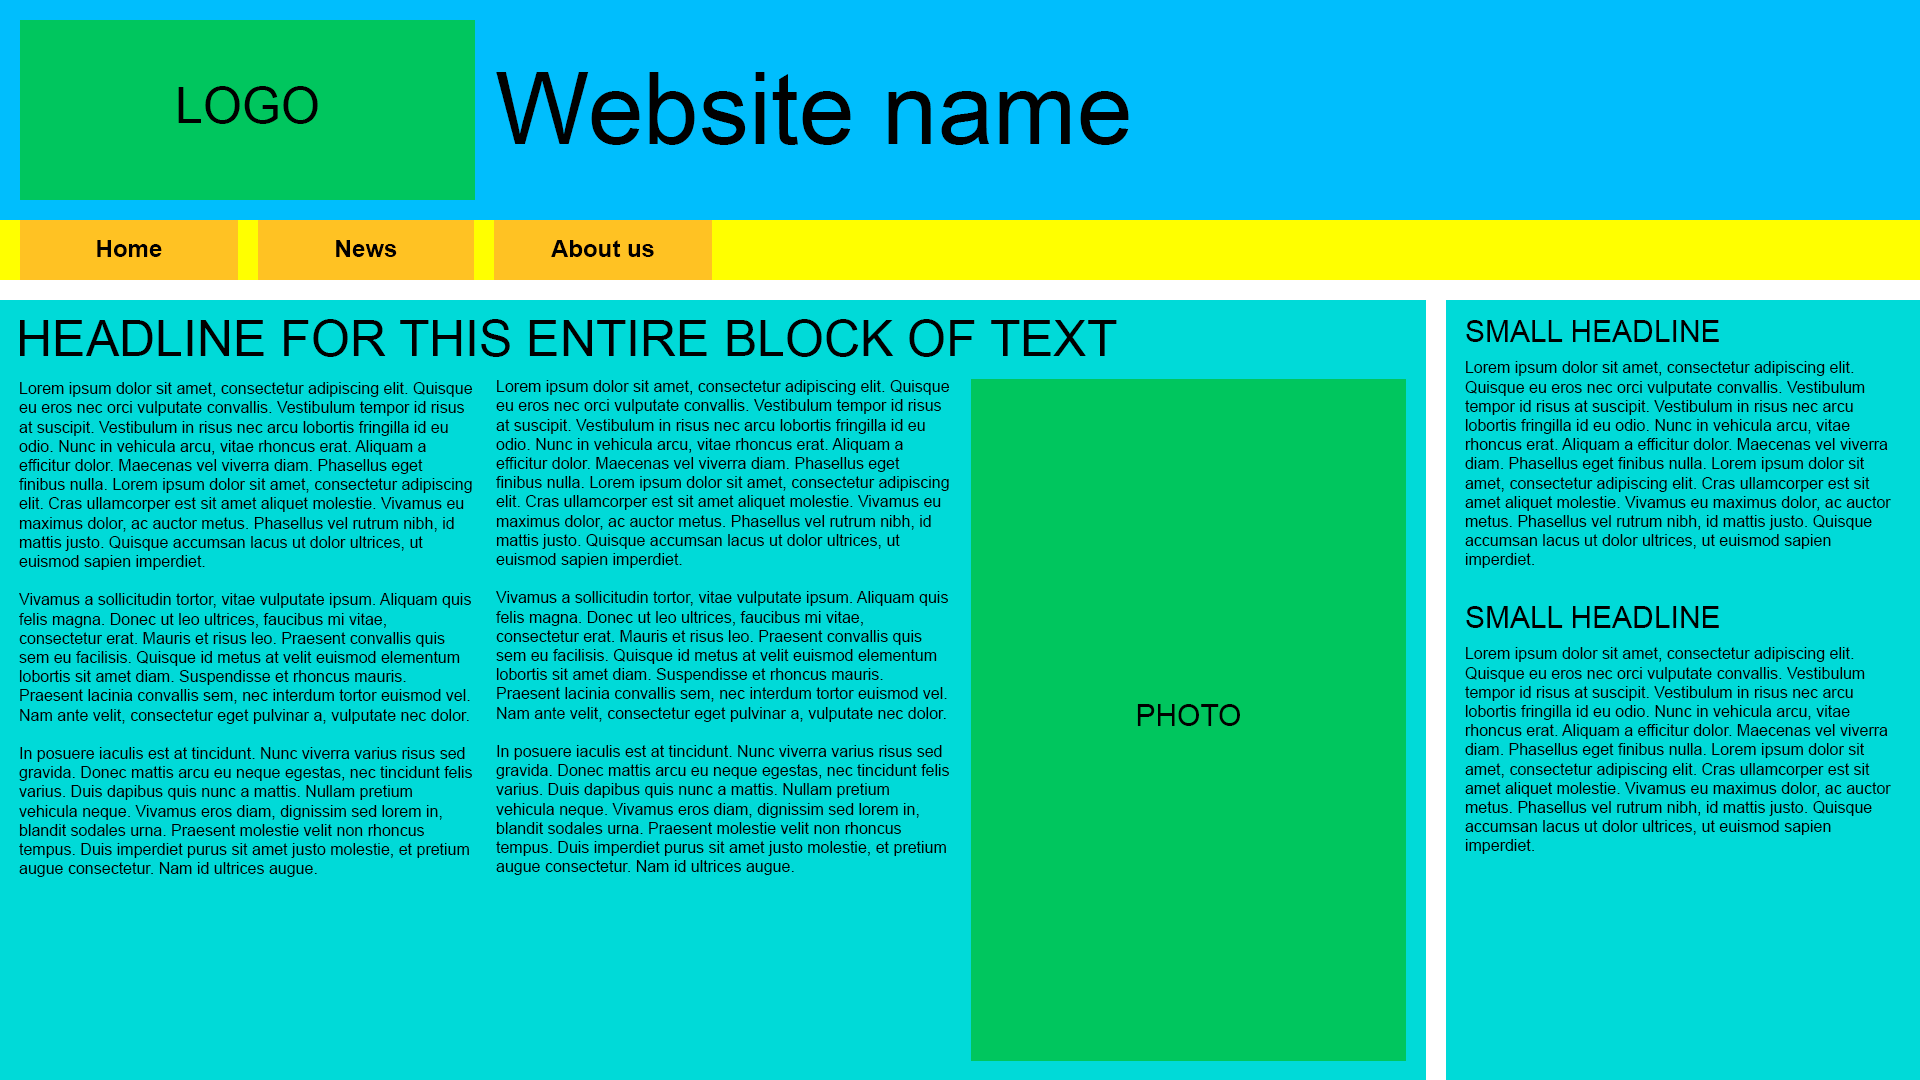 LOGO
Website name
Home
News
About us
HEADLINE FOR THIS ENTIRE BLOCK OF TEXT
Lorem ipsum dolor sit amet, consectetur adipiscing elit. Quisque
eu eros nec orci vulputate convallis. Vestibulum tempor id risus
at suscipit. Vestibulum in risus nec arcu lobortis fringilla id eu
odio. Nunc in vehicula arcu, vitae rhoncus erat. Aliquam a
efficitur dolor. Maecenas vel viverra diam. Phasellus eget
finibus nulla. Lorem ipsum dolor sit amet, consectetur adipiscing
elit. Cras ullamcorper est sit amet aliquet molestie. Vivamus eu
maximus dolor, ac auctor metus. Phasellus vel rutrum nibh, id
mattis justo. Quisque accumsan lacus ut dolor ultrices, ut
euismod sapien imperdiet.
Vivamus a sollicitudin tortor, vitae vulputate ipsum. Aliquam quis
felis magna. Donec ut leo ultrices, faucibus mi vitae,
consectetur erat. Mauris et risus leo. Praesent convallis quis
sem eu facilisis. Quisque id metus at velit euismod elementum
lobortis sit amet diam. Suspendisse et rhoncus mauris.
Praesent lacinia convallis sem, nec interdum tortor euismod vel.
Nam ante velit, consectetur eget pulvinar a, vulputate nec dolor.
In posuere iaculis est at tincidunt. Nunc viverra varius risus sed
gravida. Donec mattis arcu eu neque egestas, nec tincidunt felis
varius. Duis dapibus quis nunc a mattis. Nullam pretium
vehicula neque. Vivamus eros diam, dignissim sed lorem in,
blandit sodales urna. Praesent molestie velit non rhoncus
tempus. Duis imperdiet purus sit amet justo molestie, et pretium
augue consectetur. Nam id ultrices augue.
Lorem ipsum dolor sit amet, consectetur adipiscing elit. Quisque
eu eros nec orci vulputate convallis. Vestibulum tempor id risus
at suscipit. Vestibulum in risus nec arcu lobortis fringilla id eu
odio. Nunc in vehicula arcu, vitae rhoncus erat. Aliquam a
efficitur dolor. Maecenas vel viverra diam. Phasellus eget
finibus nulla. Lorem ipsum dolor sit amet, consectetur adipiscing
elit. Cras ullamcorper est sit amet aliquet molestie. Vivamus eu
maximus dolor, ac auctor metus. Phasellus vel rutrum nibh, id
mattis justo. Quisque accumsan lacus ut dolor ultrices, ut
euismod sapien imperdiet.
Vivamus a sollicitudin tortor, vitae vulputate ipsum. Aliquam quis
felis magna. Donec ut leo ultrices, faucibus mi vitae,
consectetur erat. Mauris et risus leo. Praesent convallis quis
sem eu facilisis. Quisque id metus at velit euismod elementum
lobortis sit amet diam. Suspendisse et rhoncus mauris.
Praesent lacinia convallis sem, nec interdum tortor euismod vel.
Nam ante velit, consectetur eget pulvinar a, vulputate nec dolor.
In posuere iaculis est at tincidunt. Nunc viverra varius risus sed
gravida. Donec mattis arcu eu neque egestas, nec tincidunt felis
varius. Duis dapibus quis nunc a mattis. Nullam pretium
vehicula neque. Vivamus eros diam, dignissim sed lorem in,
blandit sodales urna. Praesent molestie velit non rhoncus
tempus. Duis imperdiet purus sit amet justo molestie, et pretium
augue consectetur. Nam id ultrices augue.
PHOTO
SMALL HEADLINE
Lorem ipsum dolor sit amet, consectetur adipiscing elit.
Quisque eu eros nec orci vulputate convallis. Vestibulum
tempor id risus at suscipit. Vestibulum in risus nec arcu
lobortis fringilla id eu odio. Nunc in vehicula arcu, vitae
rhoncus erat. Aliquam a efficitur dolor. Maecenas vel viverra
diam. Phasellus eget finibus nulla. Lorem ipsum dolor sit
amet, consectetur adipiscing elit. Cras ullamcorper est sit
amet aliquet molestie. Vivamus eu maximus dolor, ac auctor
metus. Phasellus vel rutrum nibh, id mattis justo. Quisque
accumsan lacus ut dolor ultrices, ut euismod sapien
imperdiet.
SMALL HEADLINE
Lorem ipsum dolor sit amet, consectetur adipiscing elit.
Quisque eu eros nec orci vulputate convallis. Vestibulum
tempor id risus at suscipit. Vestibulum in risus nec arcu
lobortis fringilla id eu odio. Nunc in vehicula arcu, vitae
rhoncus erat. Aliquam a efficitur dolor. Maecenas vel viverra
diam. Phasellus eget finibus nulla. Lorem ipsum dolor sit
amet, consectetur adipiscing elit. Cras ullamcorper est sit
amet aliquet molestie. Vivamus eu maximus dolor, ac auctor
metus. Phasellus vel rutrum nibh, id mattis justo. Quisque
accumsan lacus ut dolor ultrices, ut euismod sapien
imperdiet.